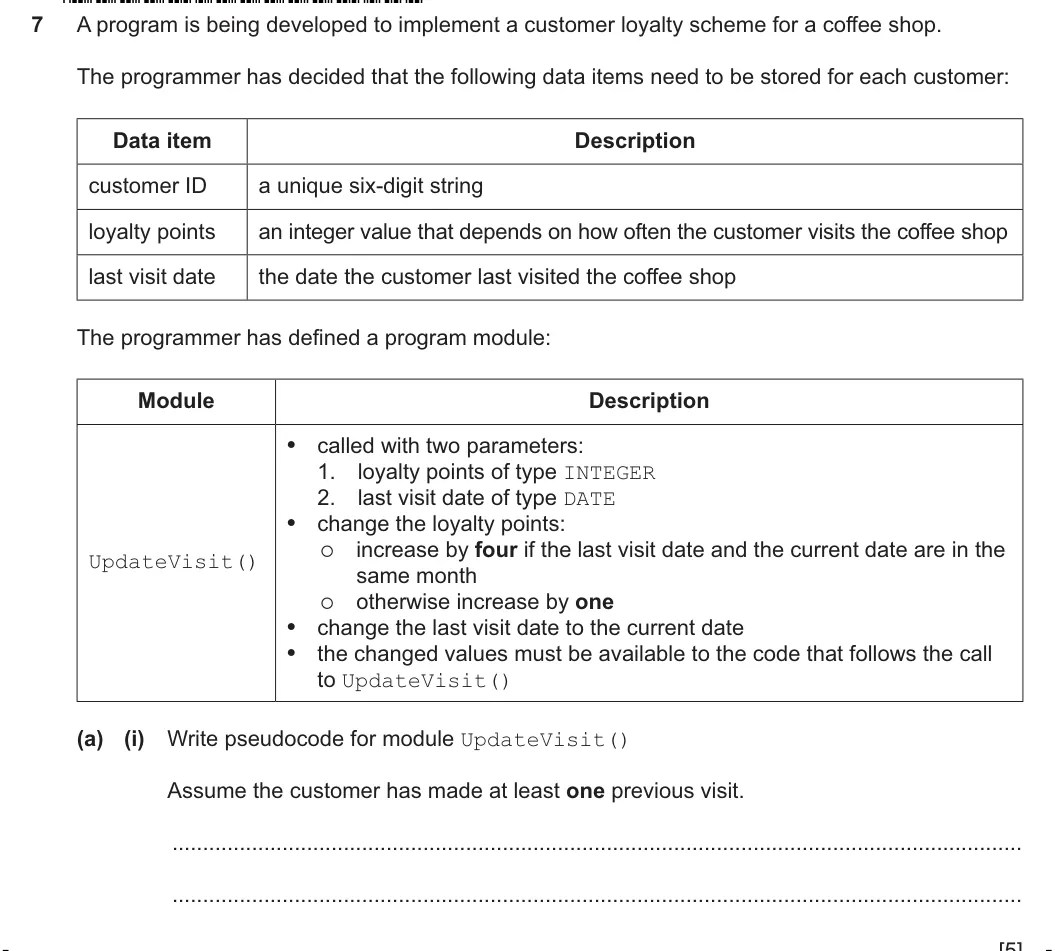 7 A program is being developed to implement a customer loyalty scheme for a coffee shop.
The programmer has decided that the following data items need to be stored for each customer:
Data item Description
customer ID a unique six-digit string
loyalty points an integer value that depends on how often the customer visits the coffee shop
last visit date the date the customer last visited the coffee shop
The programmer has defined a program module:
Module Description
UpdateVisit()
• called with two parameters:
1. loyalty points of type INTEGER
2. last visit date of type DATE
• change the loyalty points:
○ increase by four if the last visit date and the current date are in the
same month
○ otherwise increase by one
• change the last visit date to the current date
• the changed values must be available to the code that follows the call
to UpdateVisit()
(a) (i) Write pseudocode for module UpdateVisit()
Assume the customer has made at least one previous visit.
[5]